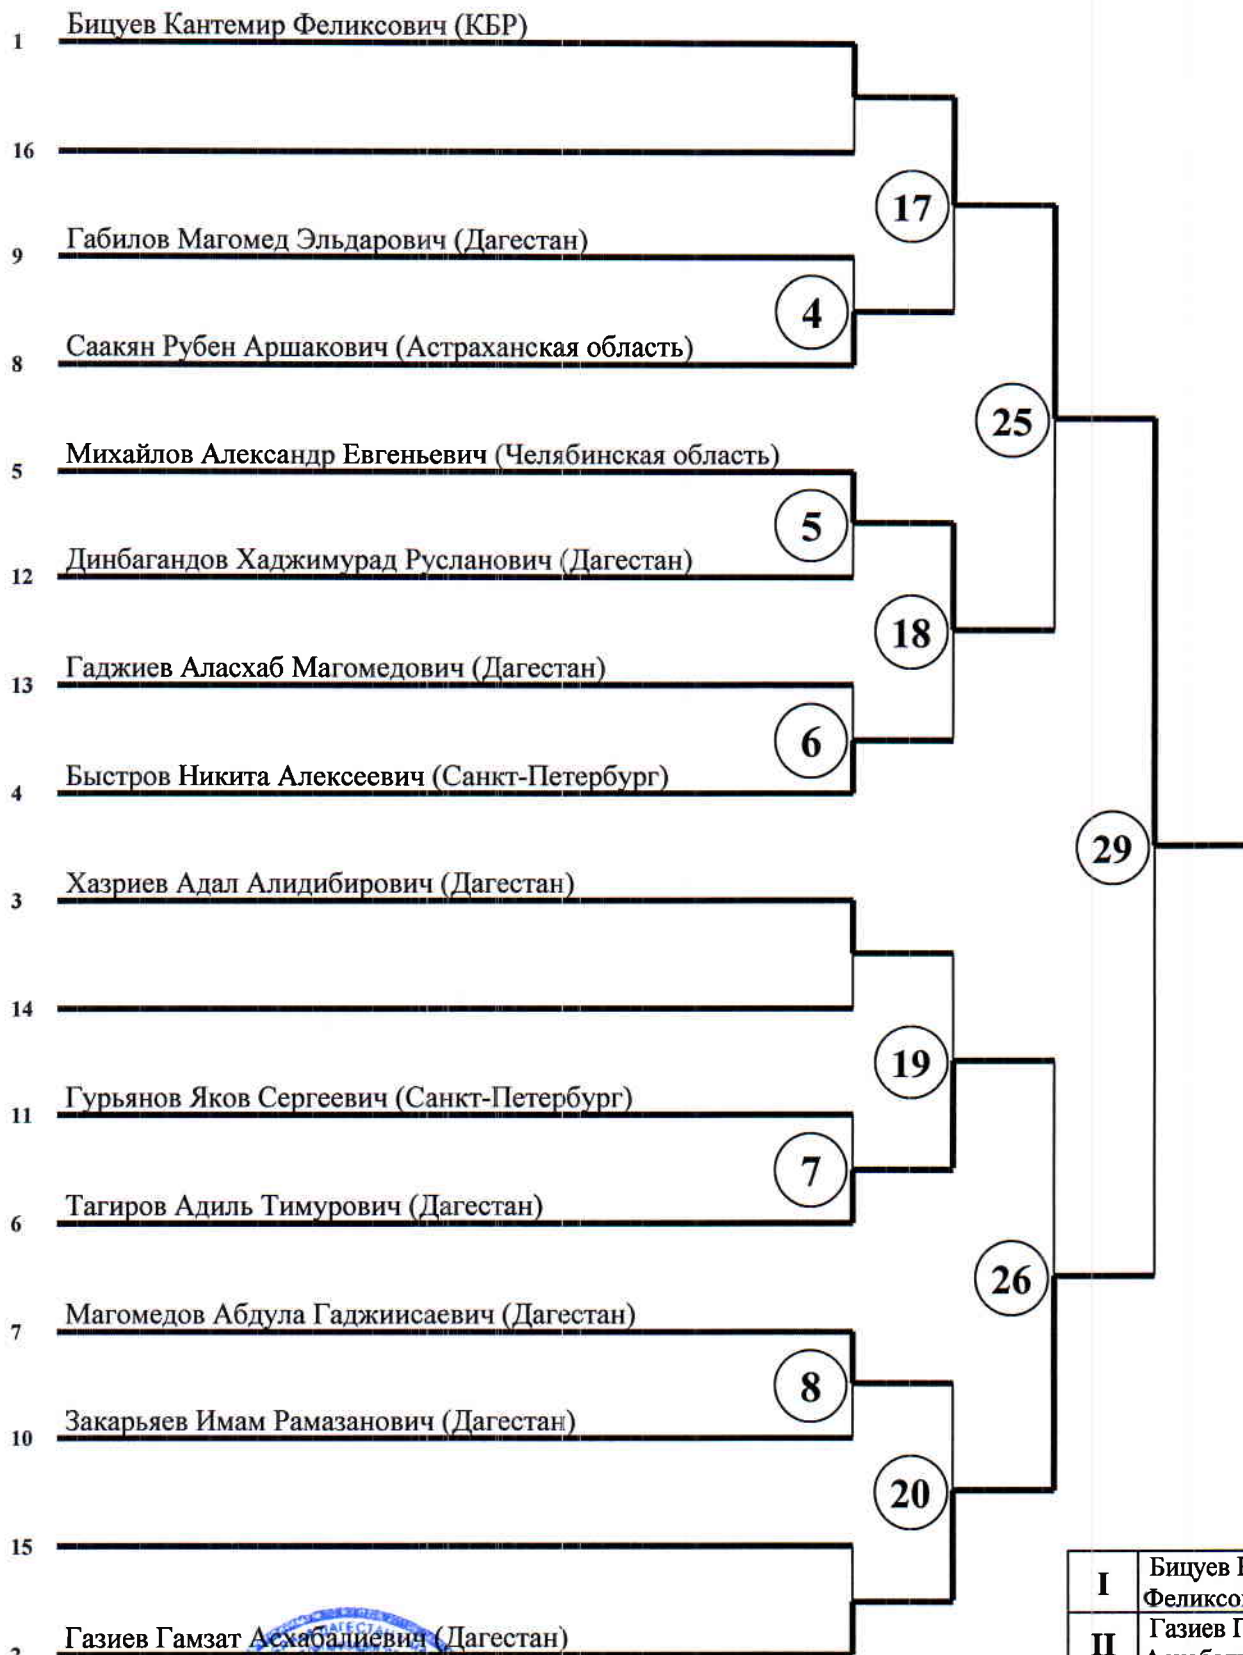 Бицуев Кантемир Феликсович (КБР)
1
16
17
Габилов Магомед Эльдарович (Дагестан)
9
4
Саакян Рубен Аршакович (Астраханская область)
8
25
Михайлов Александр Евгеньевич (Челябинская область)
5
5
Динбагандов Хаджимурад Русланович (Дагестан)
12
18
Гаджиев Аласхаб Магомедович (Дагестан)
13
6
Быстров Никита Алексеевич (Санкт-Петербург)
4
29
Хазриев Адал Алидибирович (Дагестан)
3
14
19
Гурьянов Яков Сергеевич (Санкт-Петербург)
11
7
Тагиров Адиль Тимурович (Дагестан)
6
26
Магомедов Абдула Гаджиисаевич (Дагестан)
7
8
Закарьяев Имам Рамазанович (Дагестан)
10
20
15
I Бицуев
Газиев Гамзат Асхабалиевич (Дагестан)
II Газиев